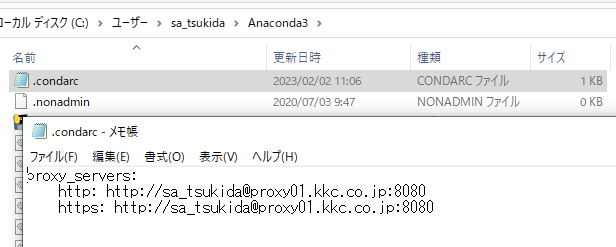 ローカル ディスク (C:) > ユーザー > sa_tsukida > Anaconda3
名前 更新日時 種類 サイズ
.condarc 2023/02/02 11:06 CONDARC ファイル 1 KB
.nonadmin 2020/07/03 9:47 NONADMIN ファイル 0 KB
.condarc - メモ帳
ファイル(F) 編集(E) 書式(O) 表示(V) ヘルプ(H)
proxy_servers:
http: http://sa_tsukida@proxy01.kkc.co.jp:8080
https: http://sa_tsukida@proxy01.kkc.co.jp:8080